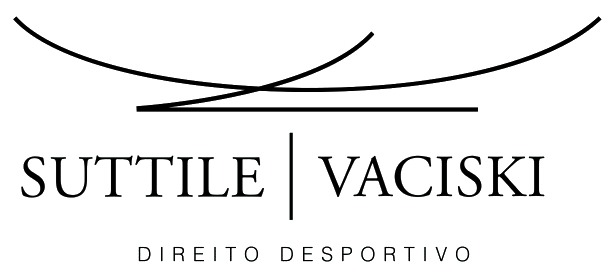 SUTTILE | VACISKI
DIREITO DESPORTIVO